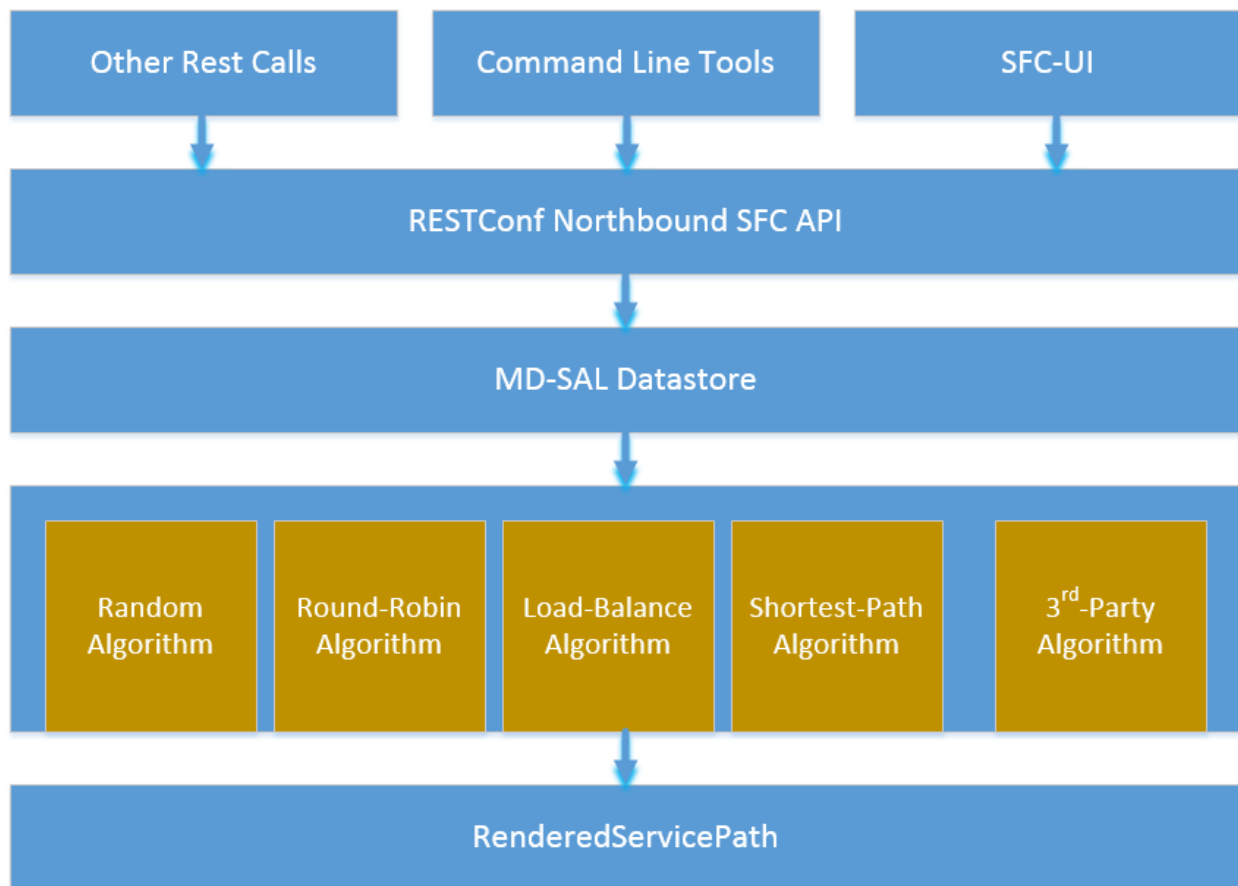 Other Rest Calls
Command Line Tools
SFC-UI
RESTConf Northbound SFC API
MD-SAL Datastore
Random
Algorithm
Round-Robin
Algorithm
Load-Balance
Algorithm
Shortest-Path
Algorithm
3rd-Party
Algorithm
RenderedServicePath